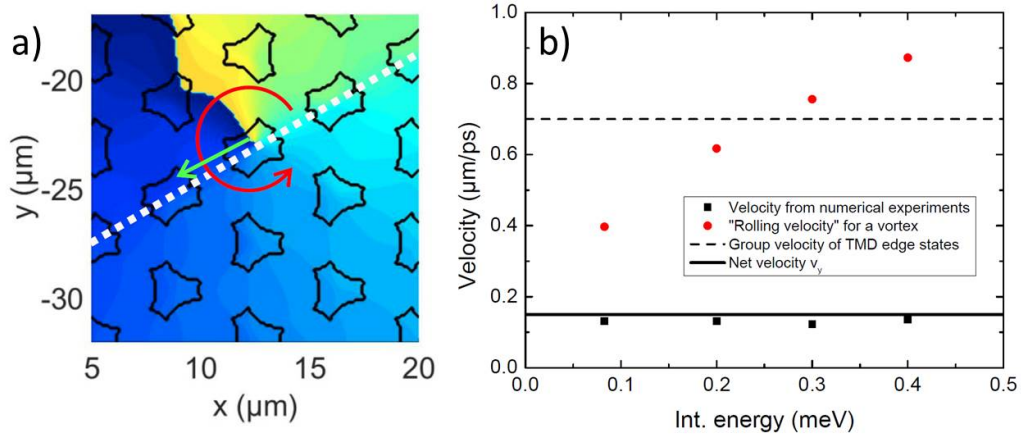 a)
-20
-25
-30
y (μm)
5 10 15 20
x (μm)
b)
1.0
0.8
0.6
0.4
0.2
0.0
Velocity (μm/ps)
Velocity from numerical experiments
"Rolling velocity" for a vortex
Group velocity of TMD edge states
Net velocity vy
0.0 0.1 0.2 0.3 0.4 0.5
Int. energy (meV)